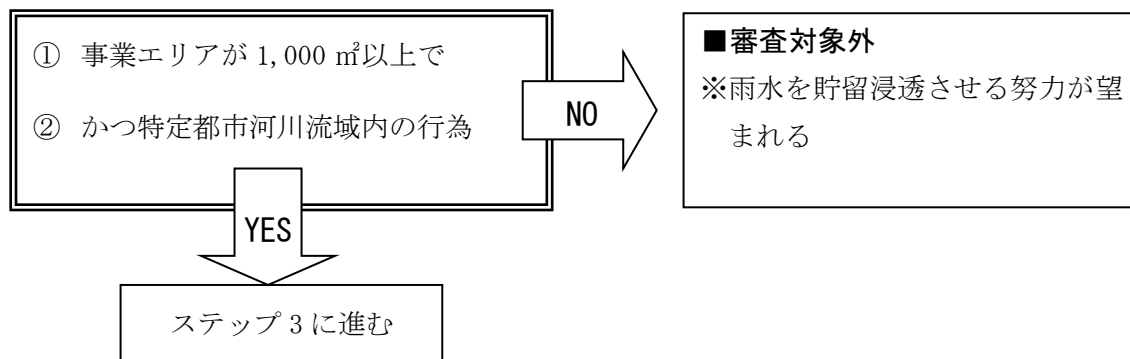 ① 事業エリアが 1,000 ㎡以上で
② かつ特定都市河川流域内の行為
NO
■審査対象外
※雨水を貯留浸透させる努力が望
まれる
YES
ステップ 3 に進む